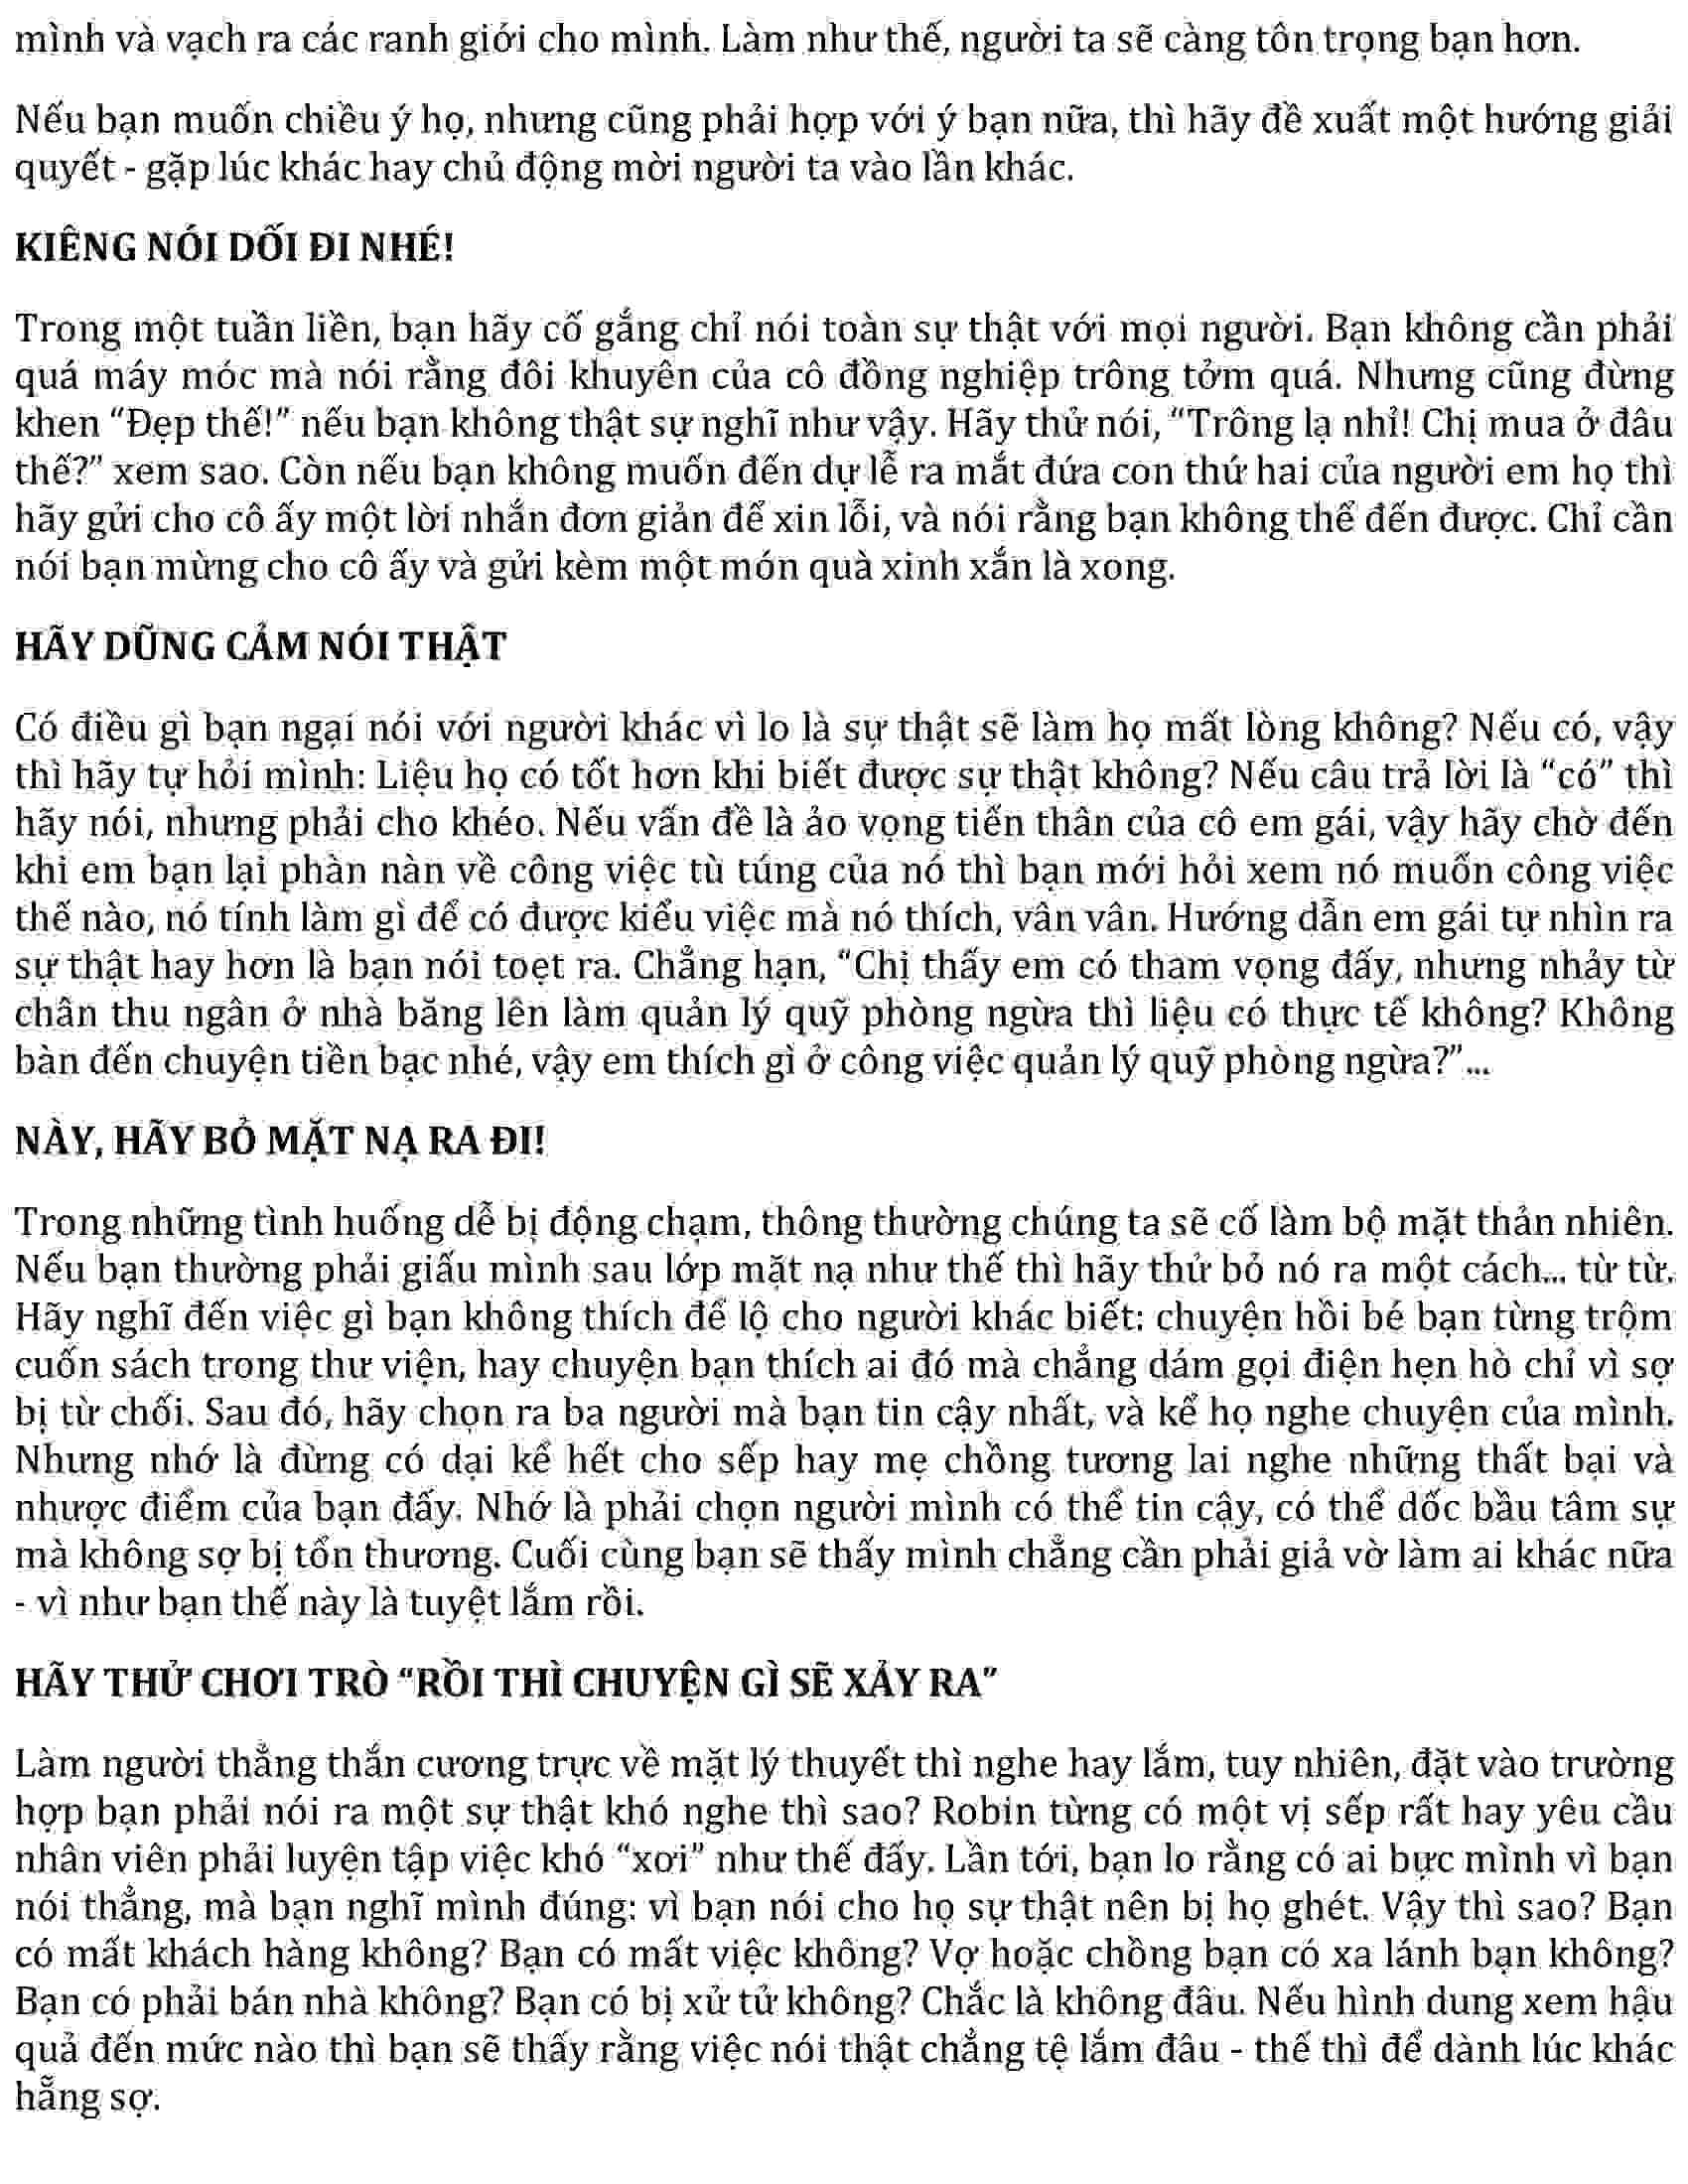 mình và vạch ra các ranh giới cho mình. Làm như thế, người ta sẽ càng tôn trọng bạn hơn.
Nếu bạn muốn chiều ý họ, nhưng cũng phải hợp với ý bạn nữa, thì hãy đề xuất một hướng giải
quyết - gặp lúc khác hay chủ động mời người ta vào lần khác.
KIÊNG NÓI DỐI ĐI NHÉ!
Trong một tuần liền, bạn hãy cố gắng chỉ nói toàn sự thật với mọi người. Bạn không cần phải
quá máy móc mà nói rằng đôi khuyên của cô đồng nghiệp trông tởm quá. Nhưng cũng đừng
khen “Đẹp thế!” nếu bạn không thật sự nghĩ như vậy. Hãy thử nói, “Trông lạ nhỉ! Chị mua ở đâu
thế?” xem sao. Còn nếu bạn không muốn đến dự lễ ra mắt đứa con thứ hai của người em họ thì
hãy gửi cho cô ấy một lời nhắn đơn giản để xin lỗi, và nói rằng bạn không thể đến được. Chỉ cần
nói bạn mừng cho cô ấy và gửi kèm một món quà xinh xắn là xong.
HÃY DŨNG CẢM NÓI THẬT
Có điều gì bạn ngại nói với người khác vì lo là sự thật sẽ làm họ mất lòng không? Nếu có, vậy
thì hãy tự hỏi mình: Liệu họ có tốt hơn khi biết được sự thật không? Nếu câu trả lời là “có” thì
hãy nói, nhưng phải cho khéo. Nếu vấn đề là ảo vọng tiến thân của cô em gái, vậy hãy chờ đến
khi em bạn lại phàn nàn về công việc tù túng của nó thì bạn mới hỏi xem nó muốn công việc
thế nào, nó tính làm gì để có được kiểu việc mà nó thích, vân vân. Hướng dẫn em gái tự nhìn ra
sự thật hay hơn là bạn nói toẹt ra. Chẳng hạn, “Chị thấy em có tham vọng đấy, nhưng nhảy từ
chân thu ngân ở nhà băng lên làm quản lý quỹ phòng ngừa thì liệu có thực tế không? Không
bàn đến chuyện tiền bạc nhé, vậy em thích gì ở công việc quản lý quỹ phòng ngừa?”...
NÀY, HÃY BỎ MẶT NẠ RA ĐI!
Trong những tình huống dễ bị động chạm, thông thường chúng ta sẽ cố làm bộ mặt thản nhiên.
Nếu bạn thường phải giấu mình sau lớp mặt nạ như thế thì hãy thử bỏ nó ra một cách... từ từ.
Hãy nghĩ đến việc gì bạn không thích để lộ cho người khác biết: chuyện hồi bé bạn từng trộm
cuốn sách trong thư viện, hay chuyện bạn thích ai đó mà chẳng dám gọi điện hẹn hò chỉ vì sợ
bị từ chối. Sau đó, hãy chọn ra ba người mà bạn tin cậy nhất, và kể họ nghe chuyện của mình.
Nhưng nhớ là đừng có dại kể hết cho sếp hay mẹ chồng tương lai nghe những thất bại và
nhược điểm của bạn đấy. Nhớ là phải chọn người mình có thể tin cậy, có thể dốc bầu tâm sự
mà không sợ bị tổn thương. Cuối cùng bạn sẽ thấy mình chẳng cần phải giả vờ làm ai khác nữa
- vì như bạn thế này là tuyệt lắm rồi.
HÃY THỬ CHƠI TRÒ “RỒI THÌ CHUYỆN GÌ SẼ XẢY RA”
Làm người thẳng thắn cương trực về mặt lý thuyết thì nghe hay lắm, tuy nhiên, đặt vào trường
hợp bạn phải nói ra một sự thật khó nghe thì sao? Robin từng có một vị sếp rất hay yêu cầu
nhân viên phải luyện tập việc khó “xơi” như thế đấy. Lần tới, bạn lo rằng có ai bực mình vì bạn
nói thẳng, mà bạn nghĩ mình đúng: vì bạn nói cho họ sự thật nên bị họ ghét. Vậy thì sao? Bạn
có mất khách hàng không? Bạn có mất việc không? Vợ hoặc chồng bạn có xa lánh bạn không?
Bạn có phải bán nhà không? Bạn có bị xử tử không? Chắc là không đâu. Nếu hình dung xem hậu
quả đến mức nào thì bạn sẽ thấy rằng việc nói thật chẳng tệ lắm đâu - thế thì để dành lúc khác
hẵng sợ.